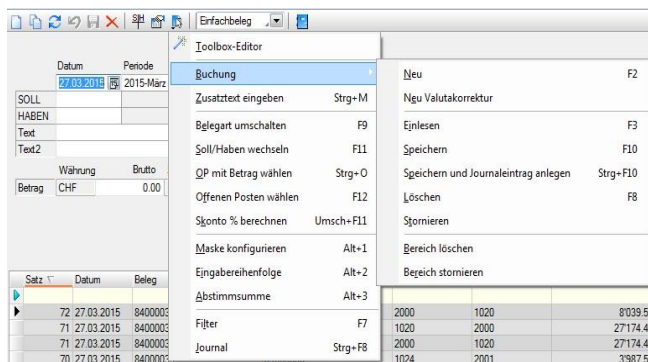 S|H Einfachbeleg
Toolbox-Editor
Datum Periode
27.03.2015 2015-März
Buchung
Neu F2
Zusatztext eingeben Strg+M
Neu Valutakorrektur
SOLL
HABEN
Belegart umschalten F9
Einlesen F3
Text
Soll/Haben wechseln F11
Speichern F10
Text2
OP mit Betrag wählen Strg+O
Speichern und Journaleintrag anlegen Strg+F10
Währung Brutto
Offenen Posten wählen F12
Löschen F8
Betrag CHF 0.00
Skonto % berechnen Umsch+F11
Stornieren
Maske konfigurieren Alt+1
Bereich löschen
Eingabereihenfolge Alt+2
Bereich stornieren
Satz Datum Beleg
Abstimmsumme Alt+3
72 27.03.2015 8400003 2000 1020 8'039.5
Filter F7
71 27.03.2015 8400003 1020 2000 27'174.4
71 27.03.2015 8400003 2000 1020 27'174.4
Journal Strg+F8
70 27.03.2015 8400003 1024 2001 3'987.5